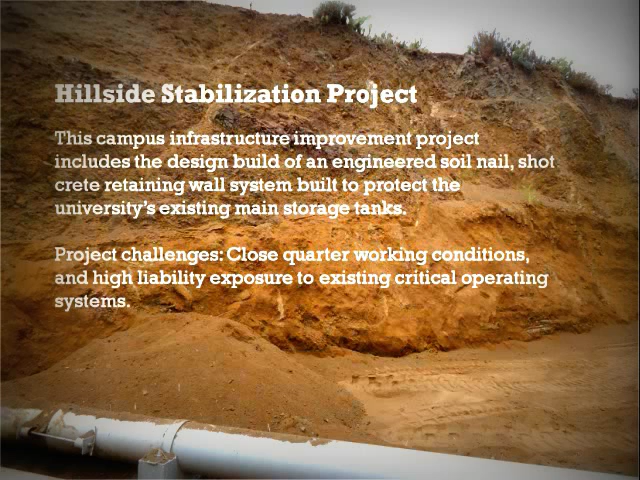 Hillside Stabilization Project
This campus infrastructure improvement project
includes the design build of an engineered soil nail, shot
crete retaining wall system built to protect the
university's existing main storage tanks.
Project challenges: Close quarter working conditions,
and high liability exposure to existing critical operating
systems.